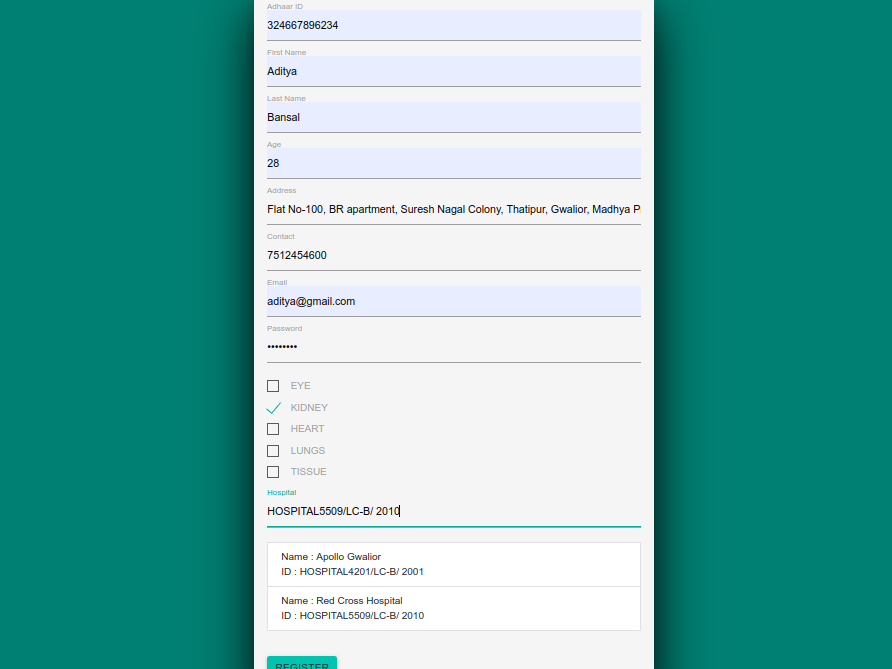 Adhaar ID
324667896234
First Name
Aditya
Last Name
Bansal
Age
28
Address
Flat No-100, BR apartment, Suresh Nagal Colony, Thatipur, Gwalior, Madhya P
Contact
7512454600
Email
aditya@gmail.com
Password
••••••••
EYE
KIDNEY
HEART
LUNGS
TISSUE
Hospital
HOSPITAL5509/LC-B/ 2010
Name : Apollo Gwalior
ID : HOSPITAL4201/LC-B/ 2001
Name : Red Cross Hospital
ID : HOSPITAL5509/LC-B/ 2010
REGISTER